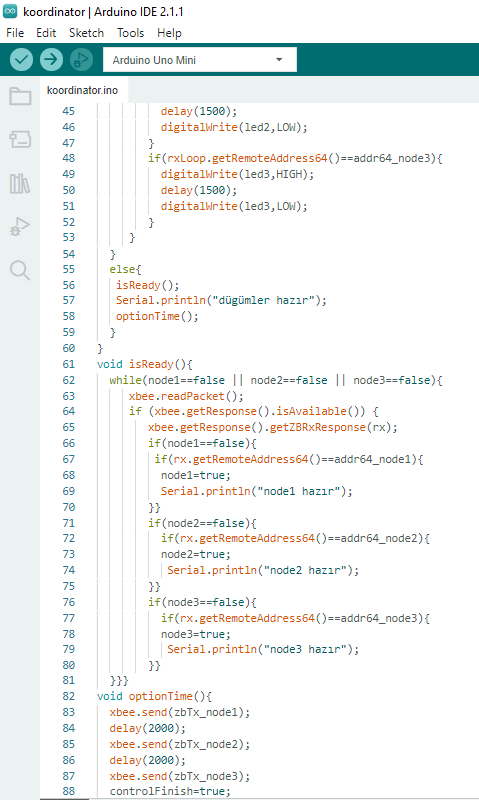 koordinator | Arduino IDE 2.1.1
File Edit Sketch Tools Help
Arduino Uno Mini
koordinator.ino
45 delay(1500);
46 digitalWrite(led2,LOW);
47 }
48 if(rxLoop.getRemoteAddress64()==addr64_node3){
49 digitalWrite(led3,HIGH);
50 delay(1500);
51 digitalWrite(led3,LOW);
52 }
53 }
54 }
55 else{
56 isReady();
57 Serial.println("dügümler hazır");
58 optionTime();
59 }
60 }
61 void isReady(){
62 while(node1==false || node2==false || node3==false){
63 xbee.readPacket();
64 if (xbee.getResponse().isAvailable()) {
65 xbee.getResponse().getZBRxResponse(rx);
66 if(node1==false){
67 if(rx.getRemoteAddress64()==addr64_node1){
68 node1=true;
69 Serial.println("node1 hazır");
70 }}
71 if(node2==false){
72 if(rx.getRemoteAddress64()==addr64_node2){
73 node2=true;
74 Serial.println("node2 hazır");
75 }}
76 if(node3==false){
77 if(rx.getRemoteAddress64()==addr64_node3){
78 node3=true;
79 Serial.println("node3 hazır");
80 }}
81 }}}
82 void optionTime(){
83 xbee.send(zbTx_node1);
84 delay(2000);
85 xbee.send(zbTx_node2);
86 delay(2000);
87 xbee.send(zbTx_node3);
88 controlFinish=true;